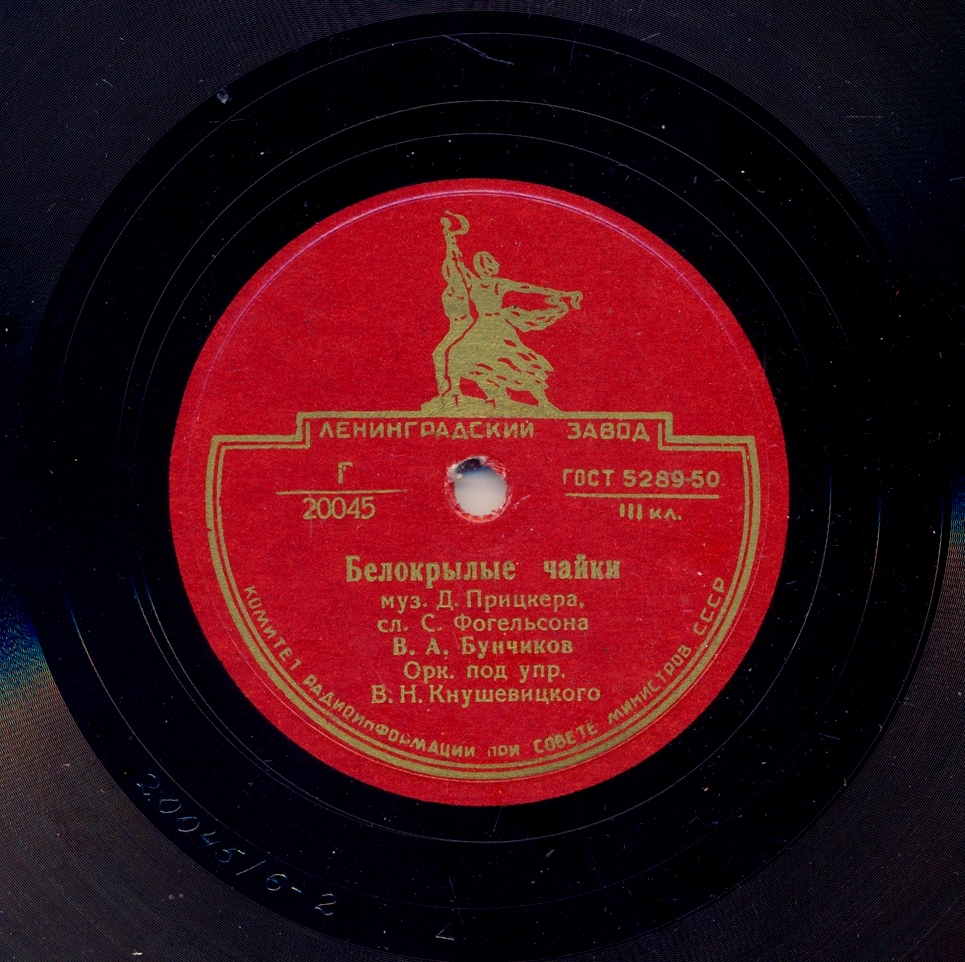 ЛЕНИНГРАДСКИЙ ЗАВОД
Г
20045
ГОСТ 5289-50
III кл.
Белокрылые чайки
муз. Д. Прицкера,
сл. С. Фогельсона
В. А. Бунчиков
Орк. под упр.
В. Н. Кнушевицкого
КОМИТЕТ РАДИОИНФОРМАЦИИ ПРИ СОВЕТЕ МИНИСТРОВ СССР
20045/6-2